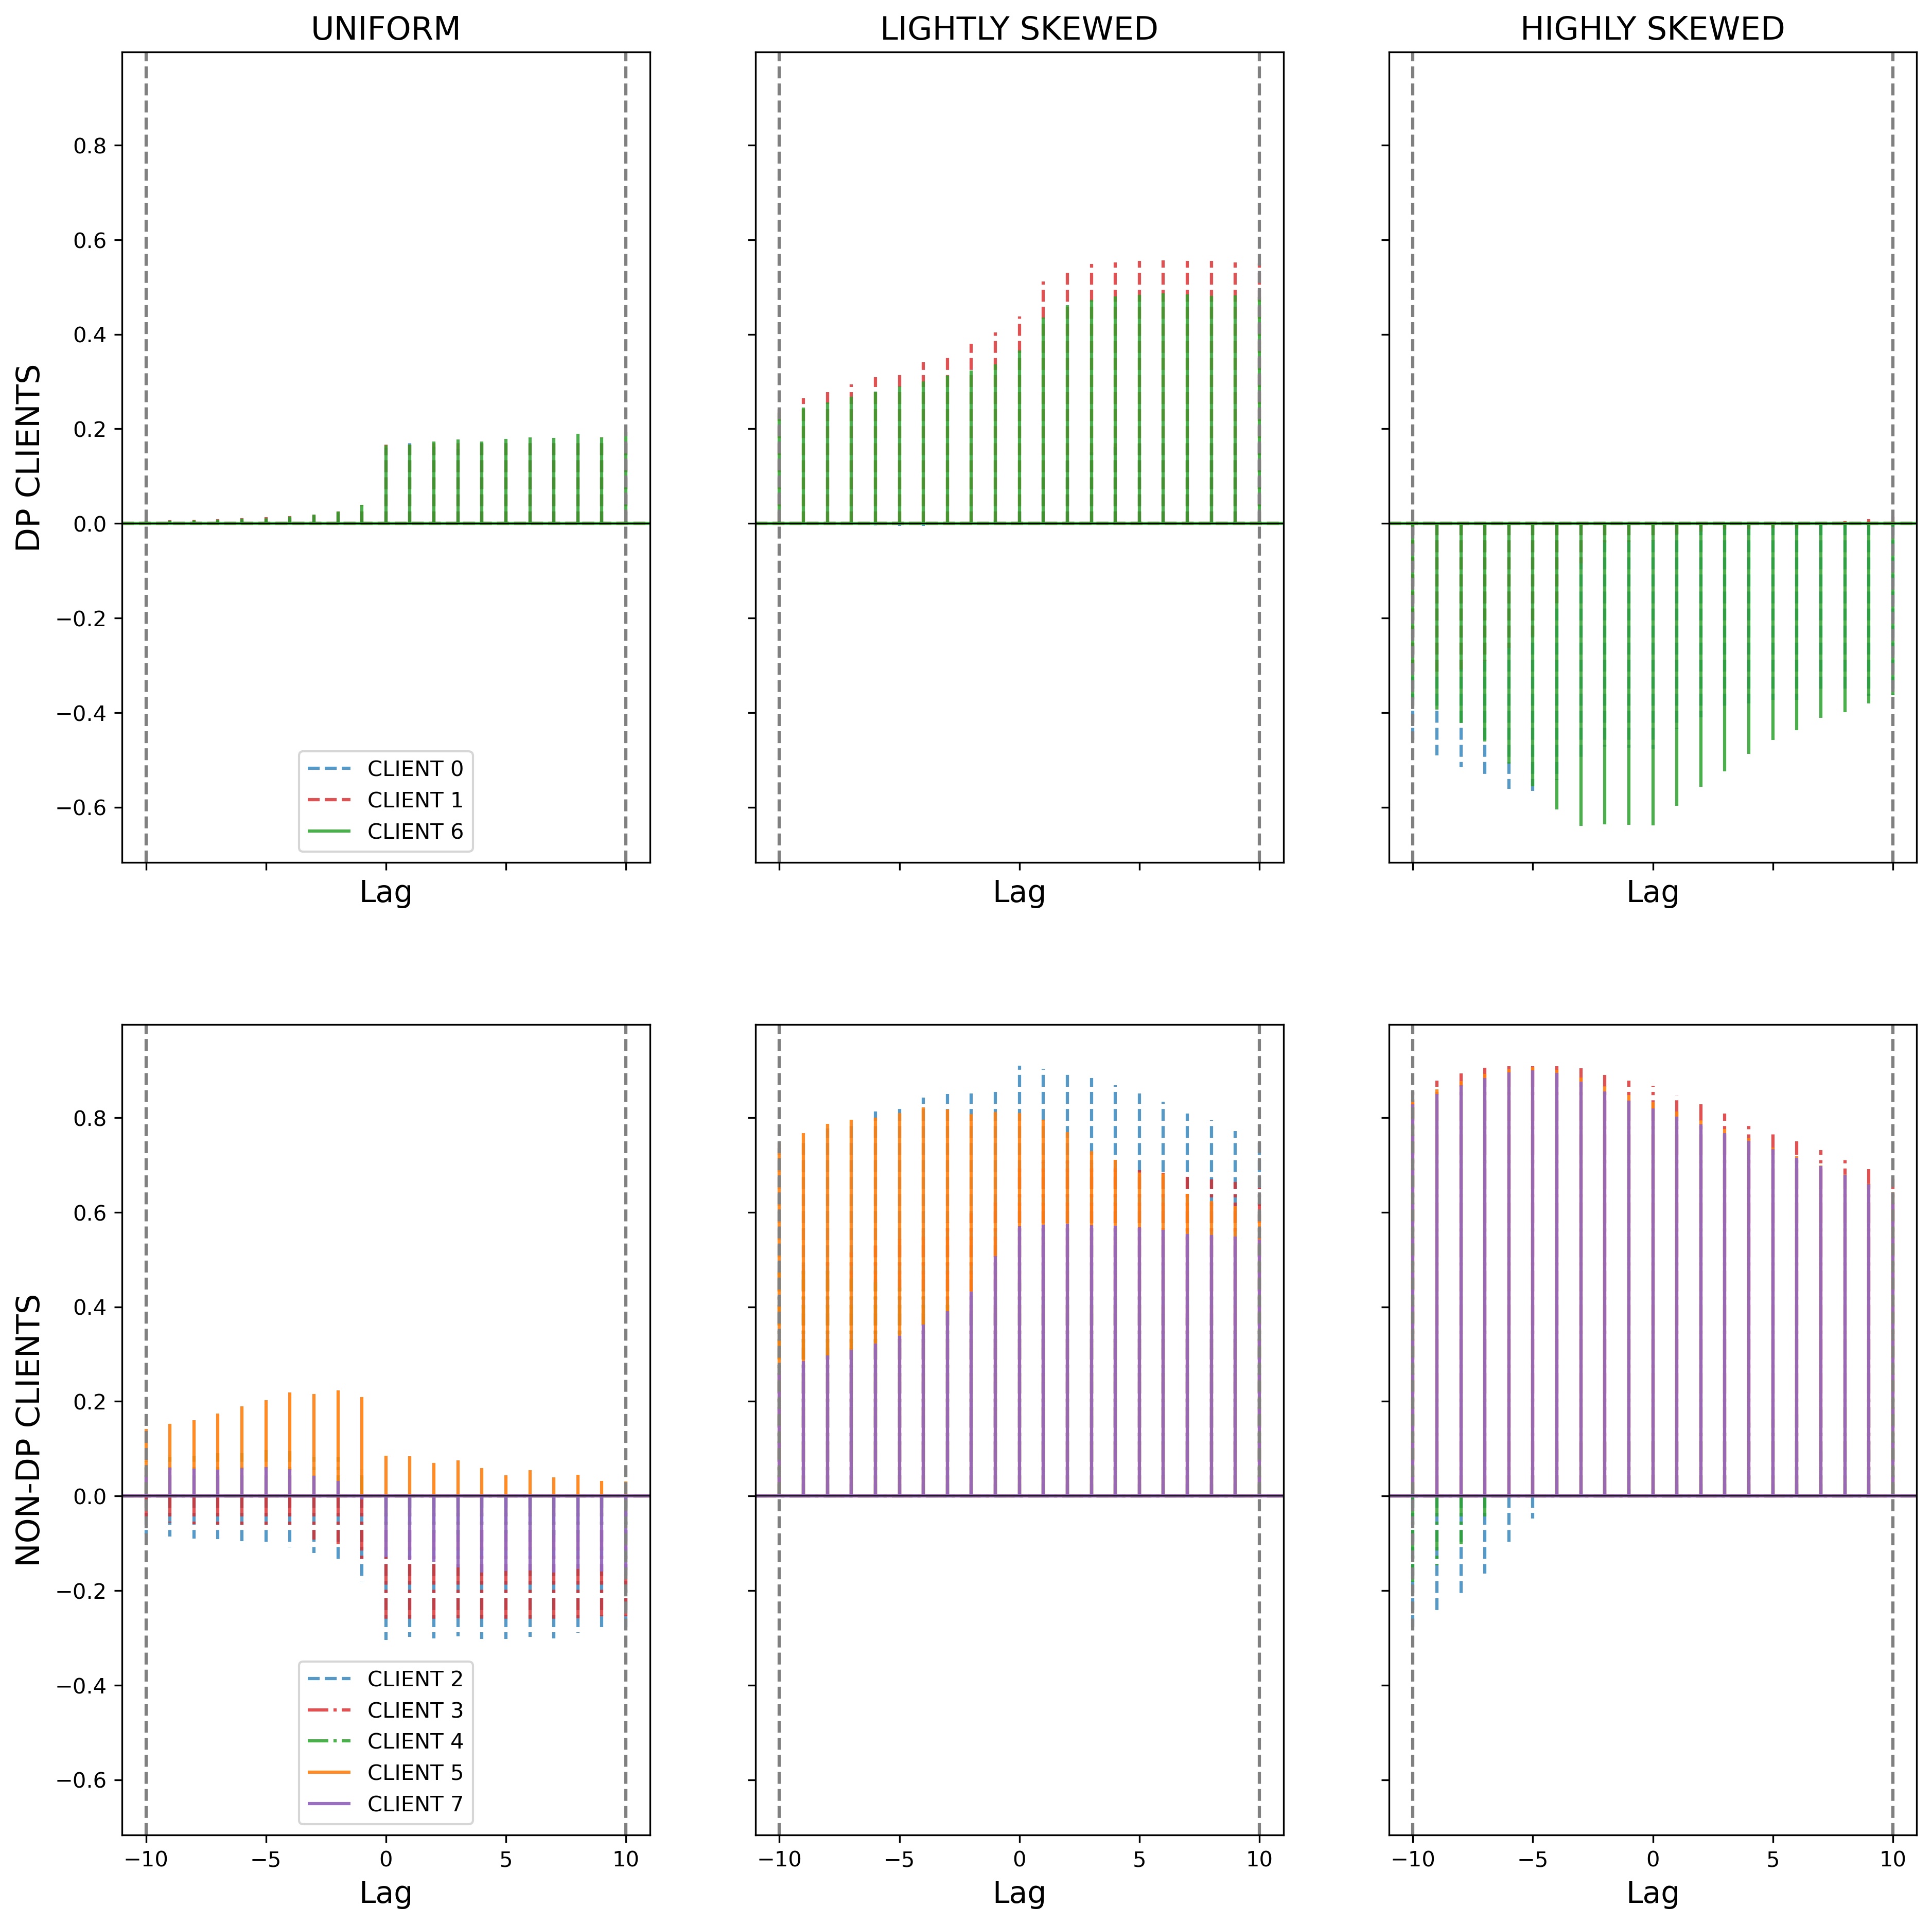 UNIFORM
LIGHTLY SKEWED
HIGHLY SKEWED
DP CLIENTS
0.8
0.6
0.4
0.2
0.0
−0.2
−0.4
−0.6
CLIENT 0
CLIENT 1
CLIENT 6
Lag
Lag
Lag
NON-DP CLIENTS
0.8
0.6
0.4
0.2
0.0
−0.2
−0.4
−0.6
CLIENT 2
CLIENT 3
CLIENT 4
CLIENT 5
CLIENT 7
−10 −5 0 5 10
−10 −5 0 5 10
−10 −5 0 5 10
Lag
Lag
Lag